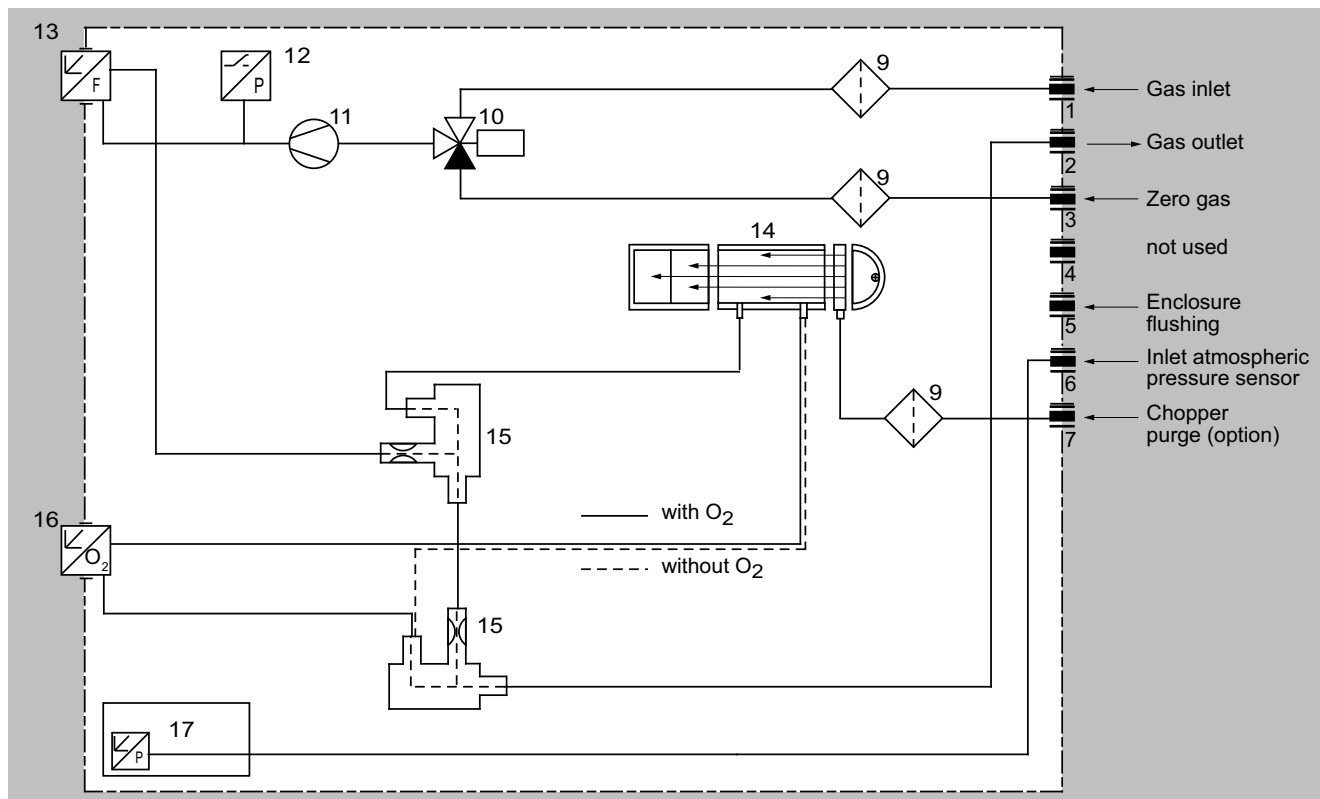 13
F
12
P
11
10
9
1
Gas inlet
2
Gas outlet
9
3
Zero gas
14
4
not used
5
Enclosure
flushing
6
Inlet atmospheric
pressure sensor
9
7
Chopper
purge (option)
15
16
O2
with O2
without O2
15
17
P